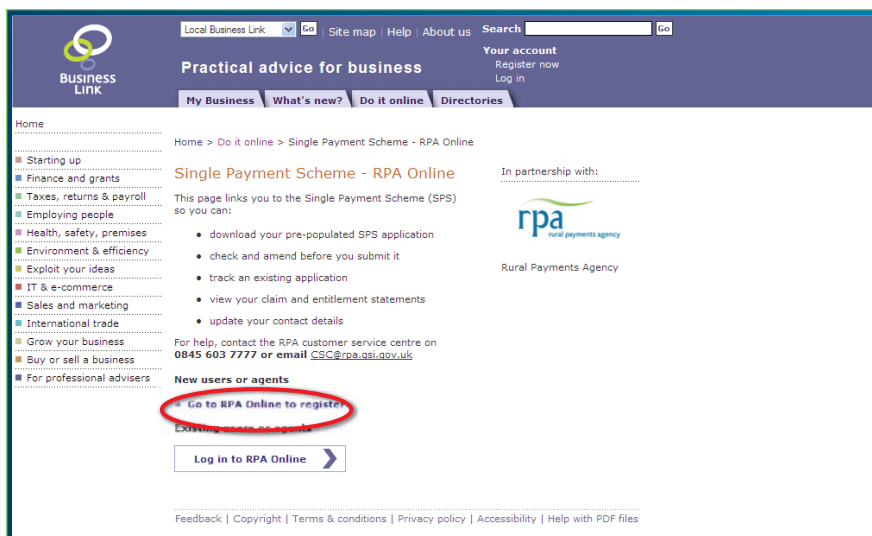 Local Business Link Go | Site map | Help | About us Search Go
Your account
Register now
Log in
Business
Link
Practical advice for business
My Business What's new? Do it online Directories
Home
Home > Do it online > Single Payment Scheme - RPA Online
Starting up
Finance and grants
Taxes, returns & payroll
Employing people
Health, safety, premises
Environment & efficiency
Exploit your ideas
IT & e-commerce
Sales and marketing
International trade
Grow your business
Buy or sell a business
For professional advisers
Single Payment Scheme - RPA Online
This page links you to the Single Payment Scheme (SPS)
so you can:
• download your pre-populated SPS application
• check and amend before you submit it
• track an existing application
• view your claim and entitlement statements
• update your contact details
For help, contact the RPA customer service centre on
0845 603 7777 or email CSC@rpa.gsi.gov.uk
New users or agents
Go to RPA Online to register
Existing users or agents
Log in to RPA Online
In partnership with:
rpa
rural payments agency
Rural Payments Agency
Feedback | Copyright | Terms & conditions | Privacy policy | Accessibility | Help with PDF files